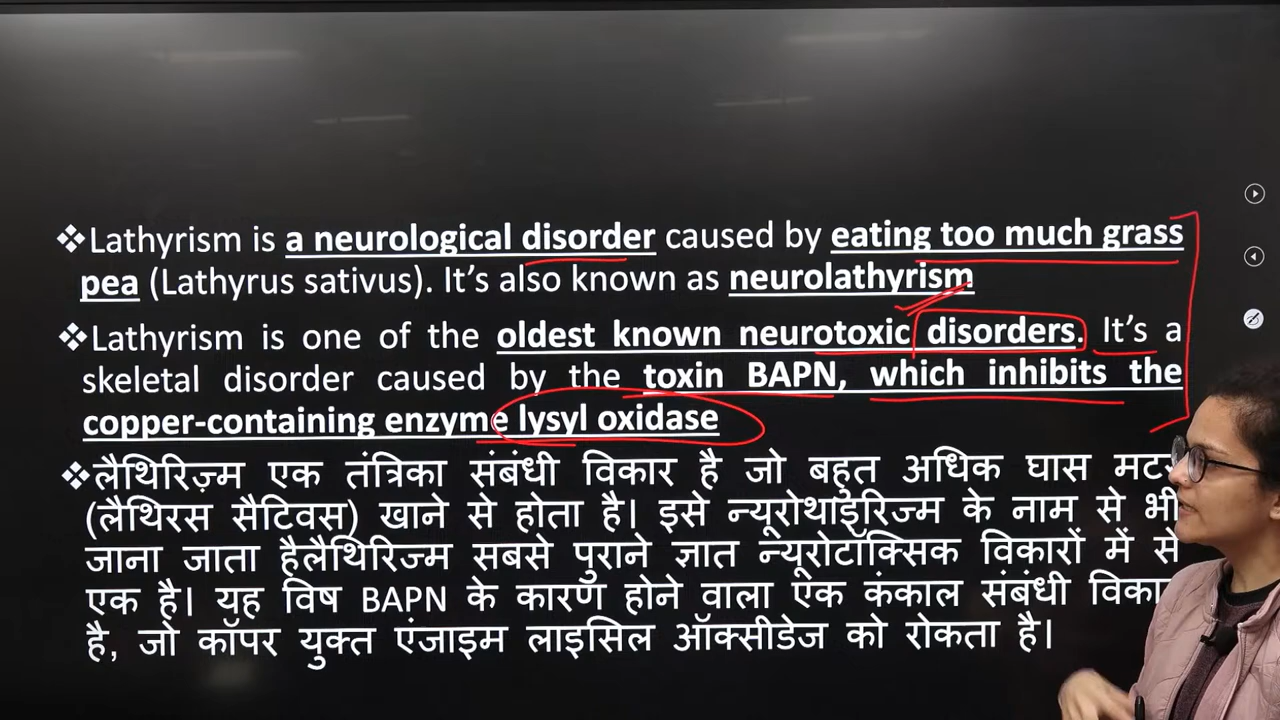 ❖Lathyrism is a neurological disorder caused by eating too much grass
pea (Lathyrus sativus). It's also known as neurolathyrism
❖Lathyrism is one of the oldest known neurotoxic disorders. It's a
skeletal disorder caused by the toxin BAPN, which inhibits the
copper-containing enzyme lysyl oxidase
❖लैथिरिज़्म एक तंत्रिका संबंधी विकार है जो बहुत अधिक घास
(लैथिरस सैटिवस) खाने से होता है। इसे न्यूरोथाइरिज्म के नाम से भी
जाना जाता हैलैथिरिज्म सबसे पुराने ज्ञात न्यूरोटॉक्सिक विकारों में से
एक है। यह विष BAPN के कारण होने वाला एक कंकाल संबंधी
है, जो कॉपर युक्त एंजाइम लाइसिल ऑक्सीडेज को रोकता है।